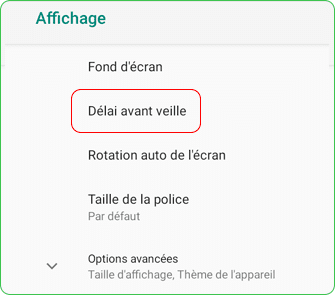 Affichage
Fond d'écran
Délai avant veille
Rotation auto de l'écran
Taille de la police
Par défaut
Options avancées
Taille d'affichage, Thème de l'appareil